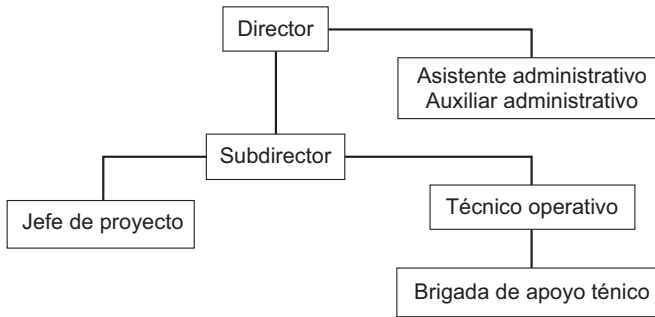 Director
Asistente administrativo
Auxiliar administrativo
Subdirector
Jefe de proyecto
Técnico operativo
Brigada de apoyo ténico